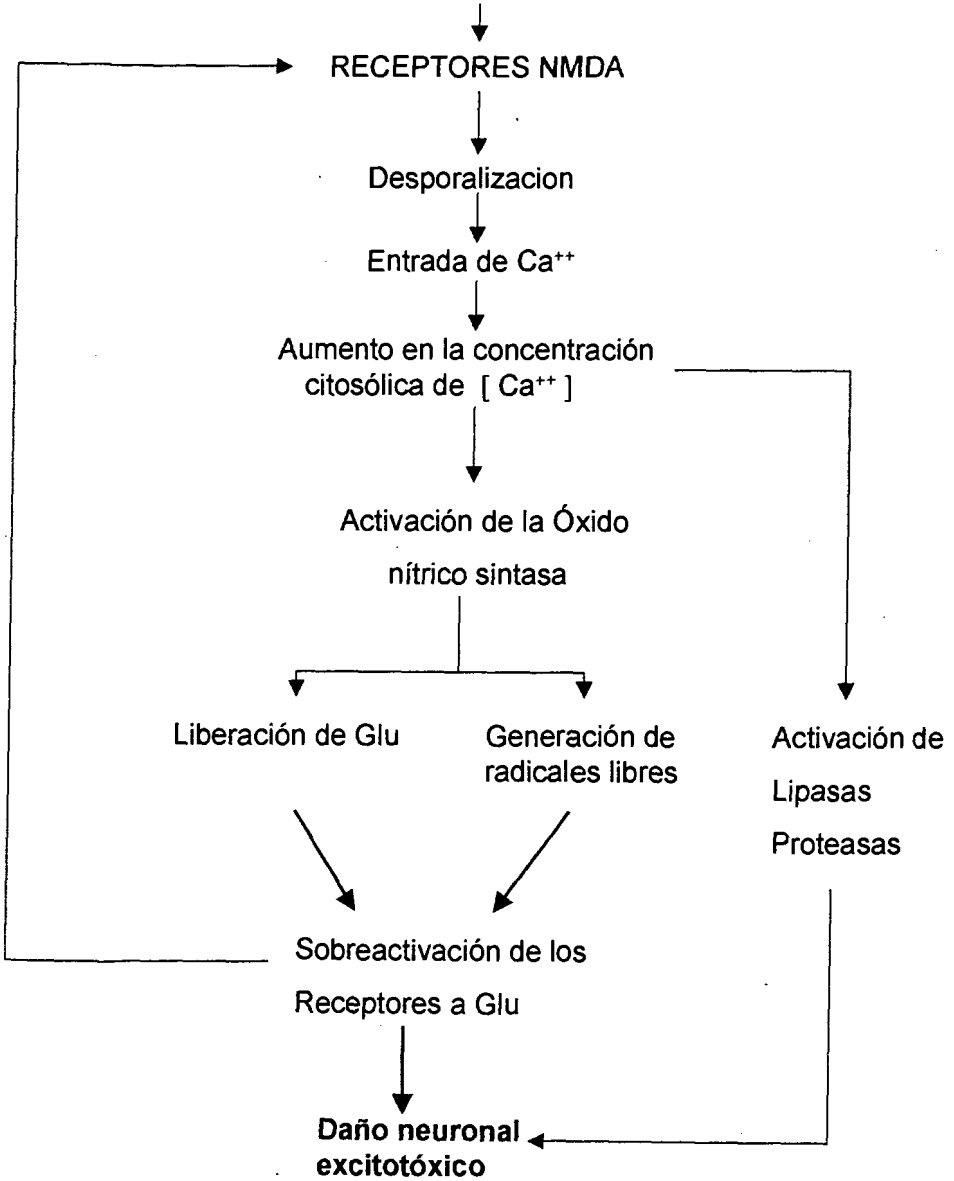 RECEPTORES NMDA
Desporalizacion
Entrada de Ca⁺⁺
Aumento en la concentración
citosólica de [ Ca⁺⁺ ]
Activación de la Óxido
nítrico sintasa
Liberación de Glu
Generación de
radicales libres
Activación de
Lipasas
Proteasas
Sobreactivación de los
Receptores a Glu
Daño neuronal
excitotóxico